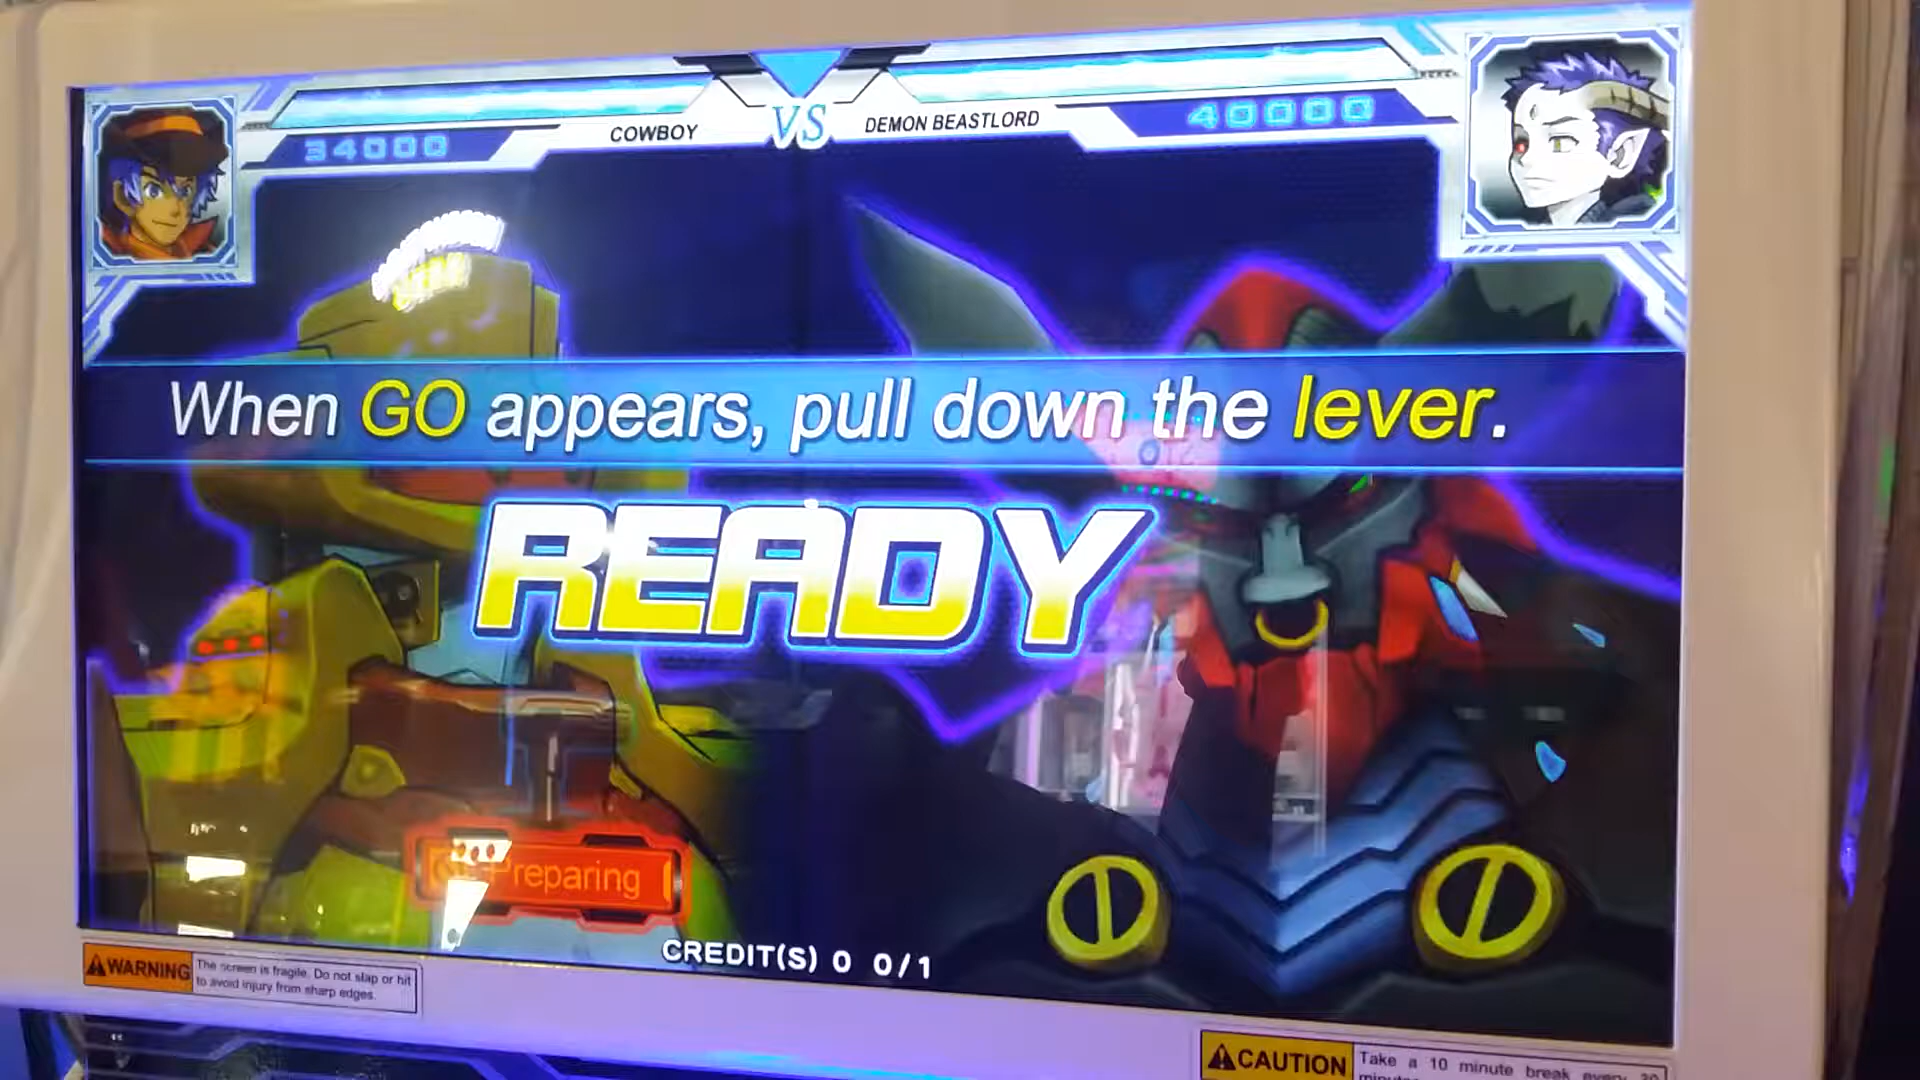 34000
COWBOY
VS
DEMON BEASTLORD
40000
When GO appears, pull down the lever.
READY
Preparing
CREDIT(S) 0 0/1
WARNING
The screen is fragile. Do not slap or hit
to avoid injury from sharp edges.
CAUTION
Take a 10 minute break every 30